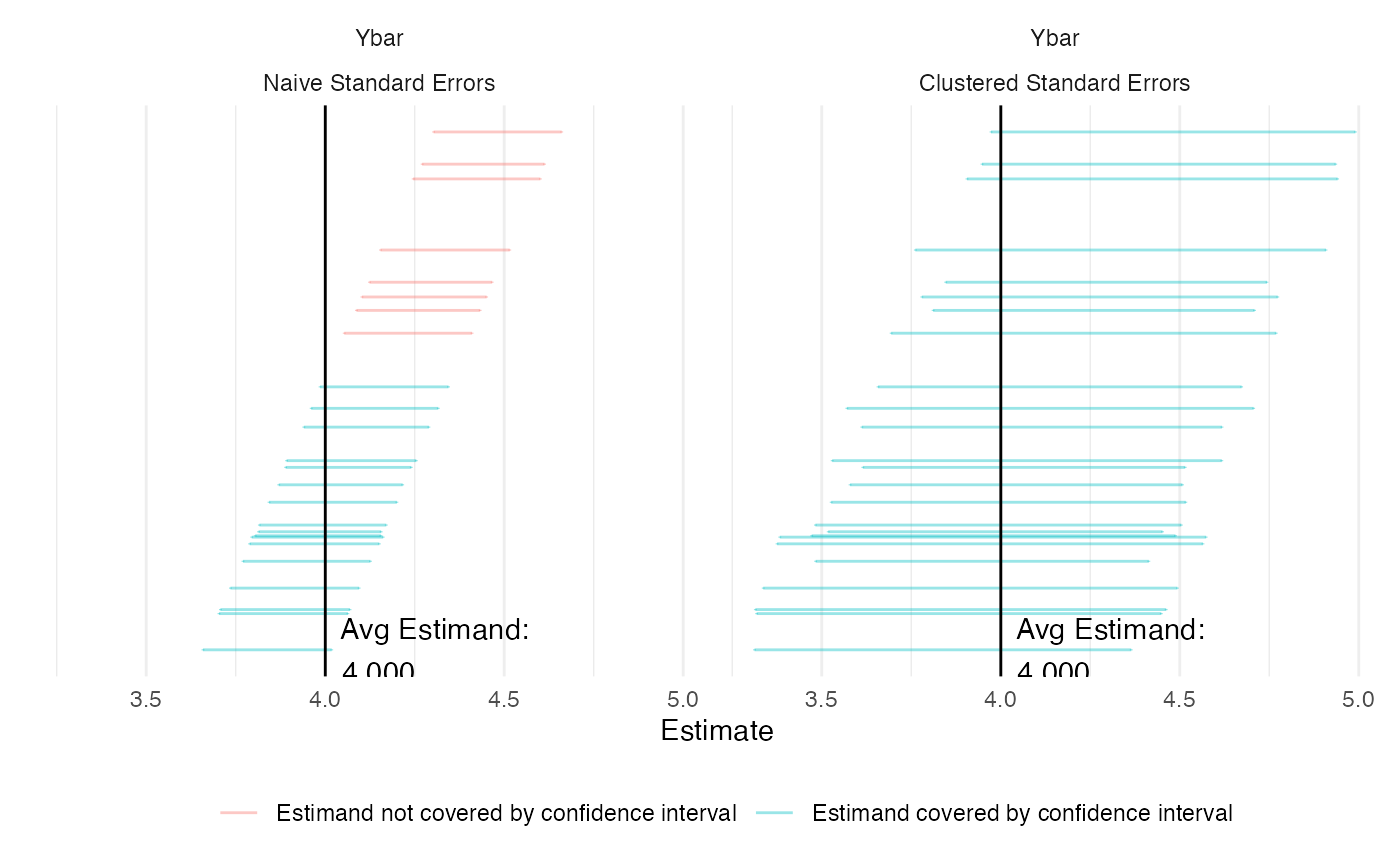 Ybar
Naive Standard Errors
Ybar
Clustered Standard Errors
Avg Estimand:
4.000
Avg Estimand:
4.000
3.5 4.0 4.5 5.0
3.5 4.0 4.5 5.0
Estimate
Estimand not covered by confidence interval
Estimand covered by confidence interval